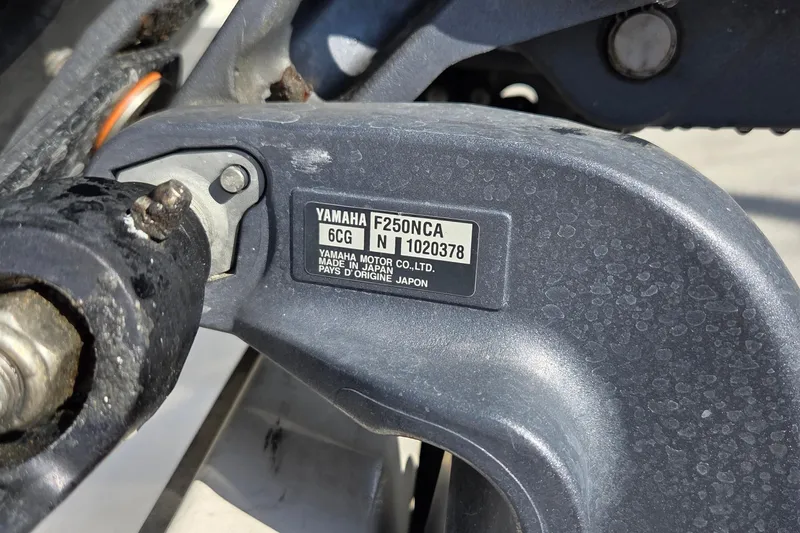 YAMAHA F250NCA
6CG N 1020378
YAMAHA MOTOR CO.,LTD.
MADE IN JAPAN
PAYS D'ORIGINE JAPON